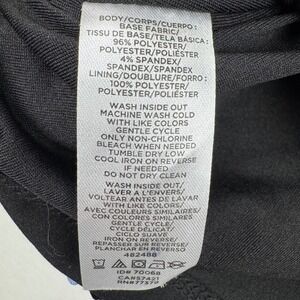 BODY/CORPS/CUERPO :
BASE FABRIC/
TISSU DE BASE/TELA BÁSICA :
96% POLYESTER/
POLYESTER/POLIÉSTER
4% SPANDEX/
SPANDEX/SPANDEX
LINING/DOUBLURE/FORRO :
100% POLYESTER/
POLYESTER/POLIÉSTER
WASH INSIDE OUT
MACHINE WASH COLD
WITH LIKE COLORS
GENTLE CYCLE
ONLY NON-CHLORINE
BLEACH WHEN NEEDED
TUMBLE DRY LOW
COOL IRON ON REVERSE
IF NEEDED
DO NOT DRY CLEAN
WASH INSIDE OUT/
LAVER À L'ENVERS/
VOLTEAR ANTES DE LAVAR
WITH LIKE COLORS/
AVEC COULEURS SIMILAIRES/
CON COLORES SIMILARES
GENTLE CYCLE/
CYCLE DÉLICAT/
CICLO SUAVE
IRON ON REVERSE/
REPASSER SUR REVERS/
PLANCHAR EN REVERSO
482488
ID# 70068
CA#57421
RN#77379